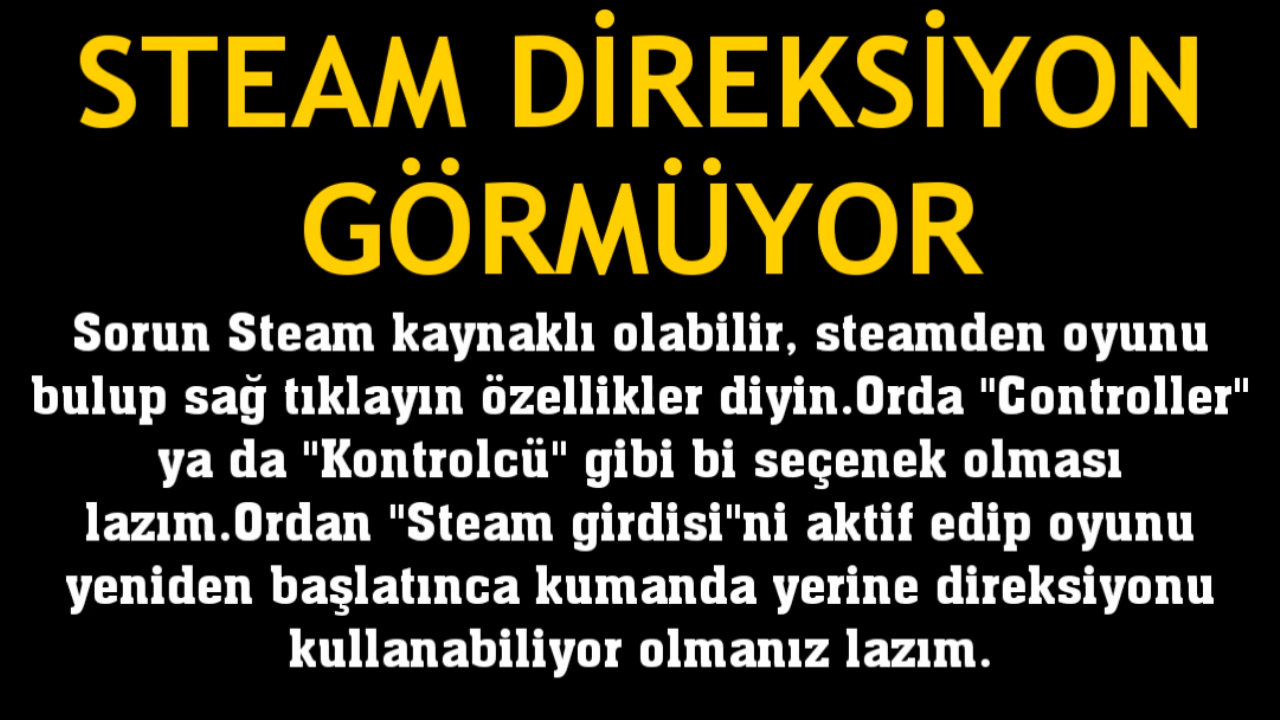 STEAM DİREKSİYON
GÖRMÜYOR
Sorun Steam kaynaklı olabilir, steamden oyunu
bulup sağ tıklayın özellikler diyin.Orda "Controller"
ya da "Kontrolcü" gibi bi seçenek olması
lazım.Ordan "Steam girdisi"ni aktif edip oyunu
yeniden başlatınca kumanda yerine direksiyonu
kullanabiliyor olmanız lazım.